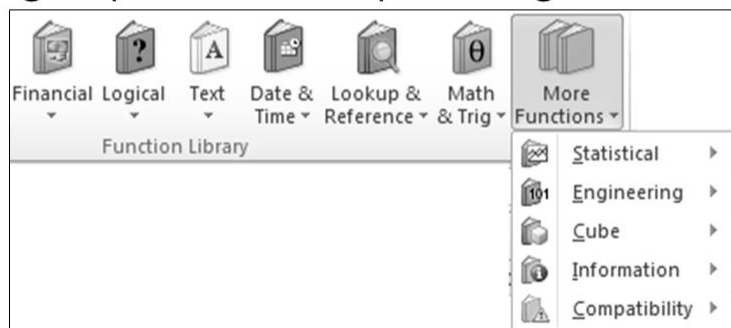 Financial Logical Text Date & Lookup & Math More
Time Reference & Trig Functions
Function Library
Statistical
Engineering
Cube
Information
Compatibility